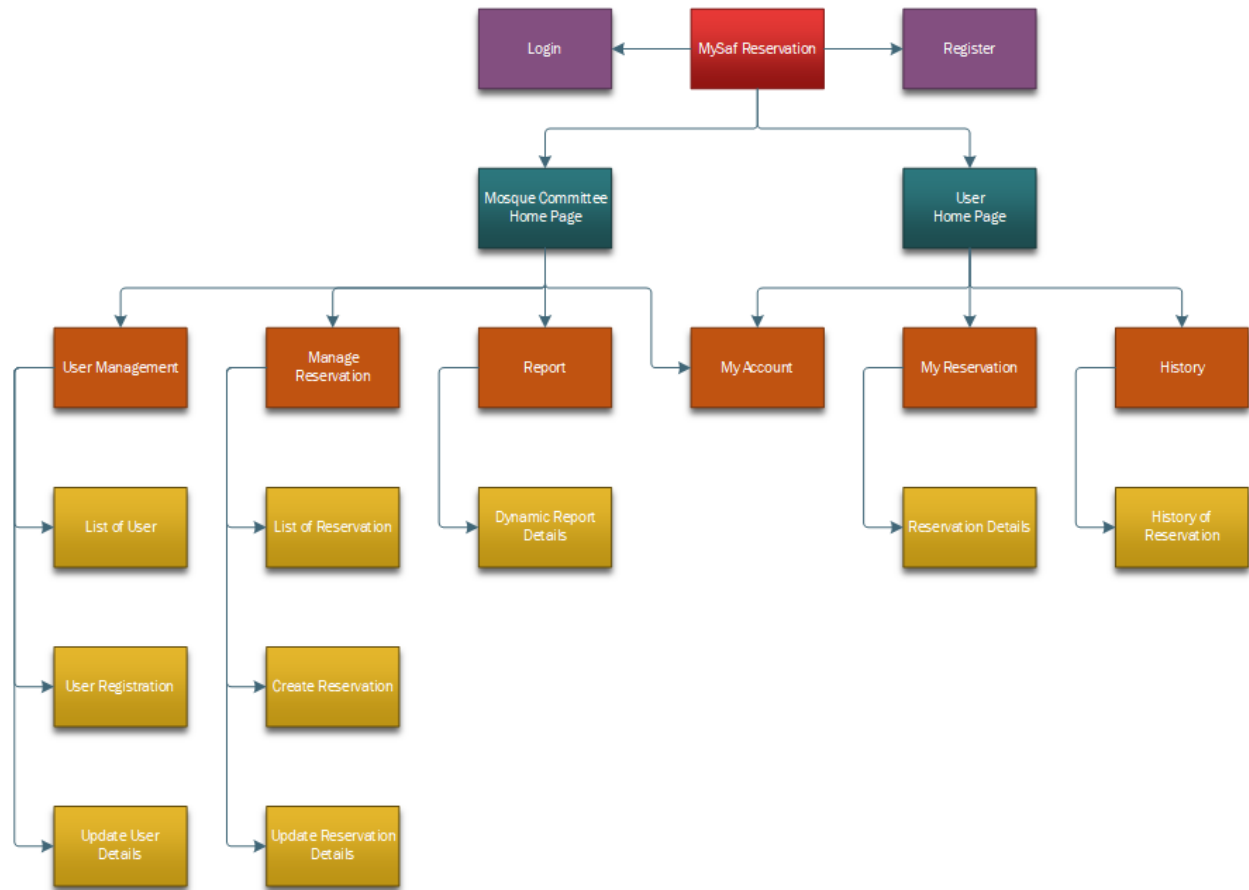 Login
MySaf Reservation
Register
Mosque Committee
Home Page
User
Home Page
User Management
Manage
Reservation
Report
My Account
My Reservation
History
List of User
List of Reservation
Dynamic Report
Details
Reservation Details
History of
Reservation
User Registration
Create Reservation
Update User
Details
Update Reservation
Details